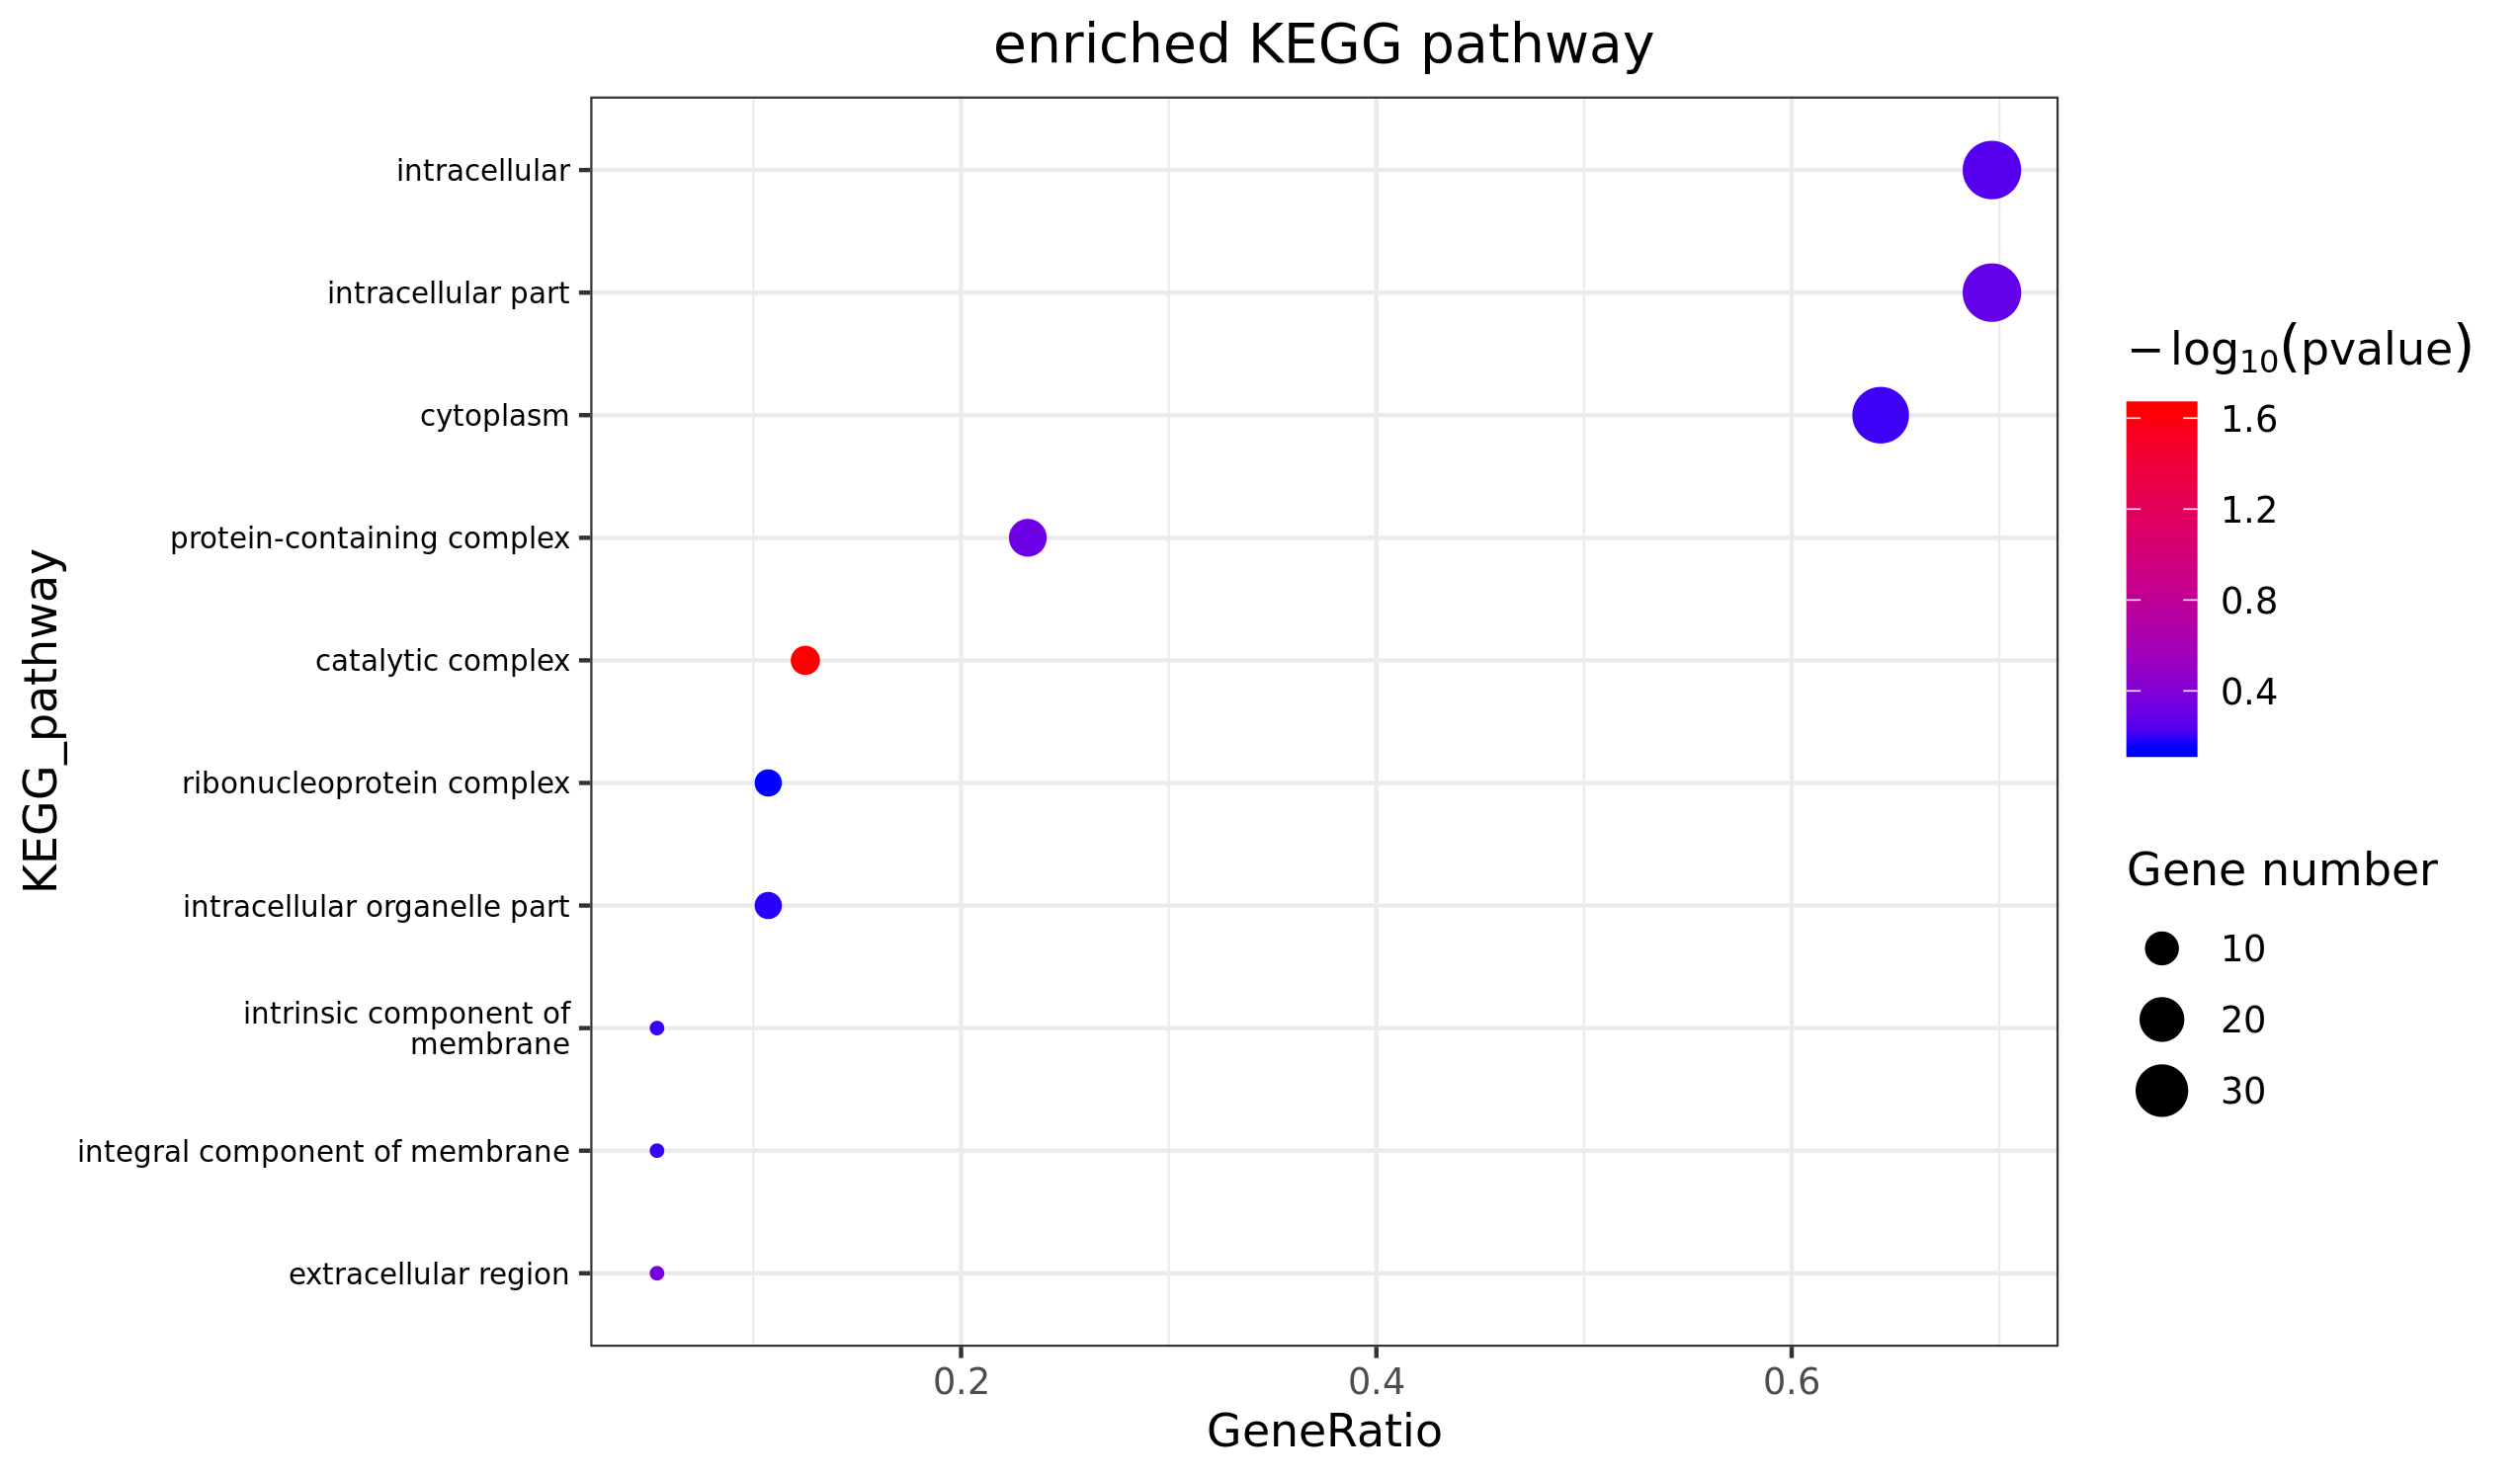 enriched KEGG pathway
KEGG_pathway
intracellular
intracellular part
cytoplasm
protein-containing complex
catalytic complex
ribonucleoprotein complex
intracellular organelle part
intrinsic component of
membrane
integral component of membrane
extracellular region
0.2
0.4
0.6
GeneRatio
−log₁₀(pvalue)
1.6
1.2
0.8
0.4
Gene number
10
20
30